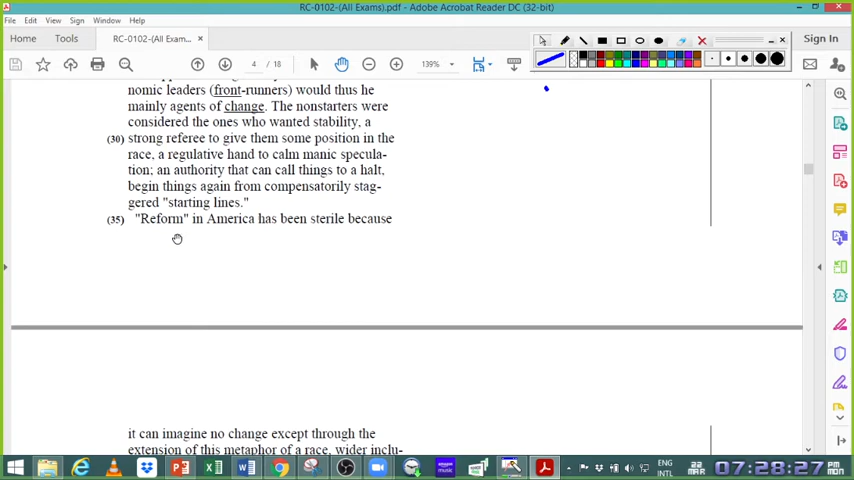 RC-0102-(All Exams).pdf - Adobe Acrobat Reader DC (32-bit)
File Edit View Sign Window Help
Home Tools RC-0102-(All Exam... × Sign In
4 / 18 139%
nomic leaders (front-runners) would thus he
mainly agents of change. The nonstarters were
considered the ones who wanted stability, a
(30) strong referee to give them some position in the
race, a regulative hand to calm manic specula-
tion; an authority that can call things to a halt,
begin things again from compensatorily stag-
gered "starting lines."
(35) "Reform" in America has been sterile because
it can imagine no change except through the
extension of this metaphor of a race, wider inclu-
ENG
INTL
22
MAR
07:28:27 PM
MON